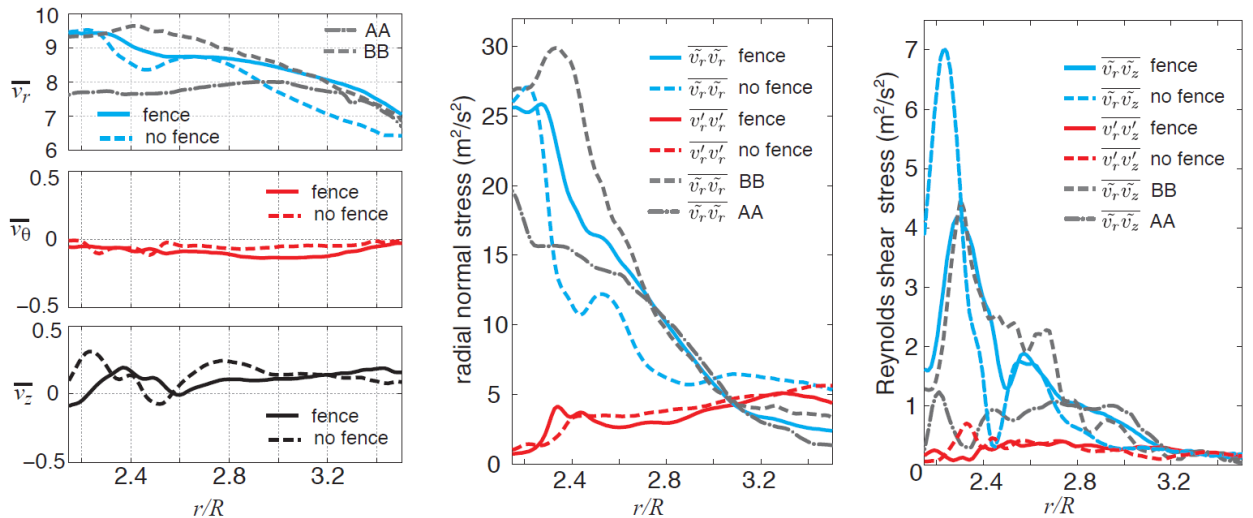 10
9
8
7
6
v̅r
AA
BB
fence
no fence
0.5
0
−0.5
v̅θ
fence
no fence
0.5
0
−0.5
v̅z
fence
no fence
2.4 2.8 3.2
r/R
radial normal stress (m²/s²)
30
25
20
15
10
5
0
ṽrṽr fence
ṽrṽr no fence
v′rv′r fence
v′rv′r no fence
ṽrṽr BB
ṽrṽr AA
2.4 2.8 3.2
r/R
Reynolds shear stress (m²/s²)
7
6
5
4
3
2
1
0
ṽrṽz fence
ṽrṽz no fence
v′rv′z fence
v′rv′z no fence
ṽrṽz BB
ṽrṽz AA
2.4 2.8 3.2
r/R